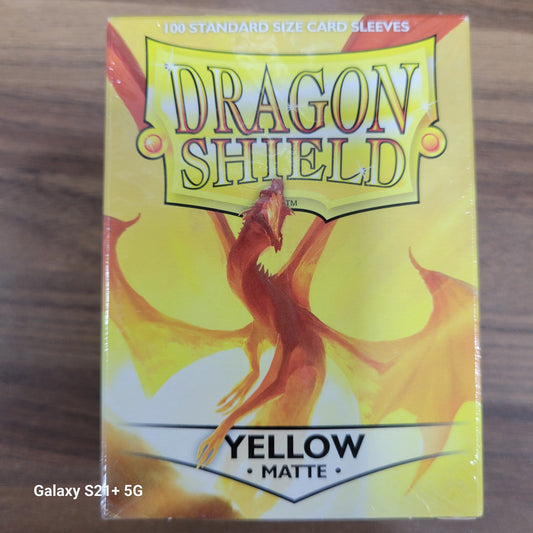 100 STANDARD SIZE CARD SLEEVES
DRAGON
SHIELD
TM
YELLOW
• MATTE •
Galaxy S21+ 5G